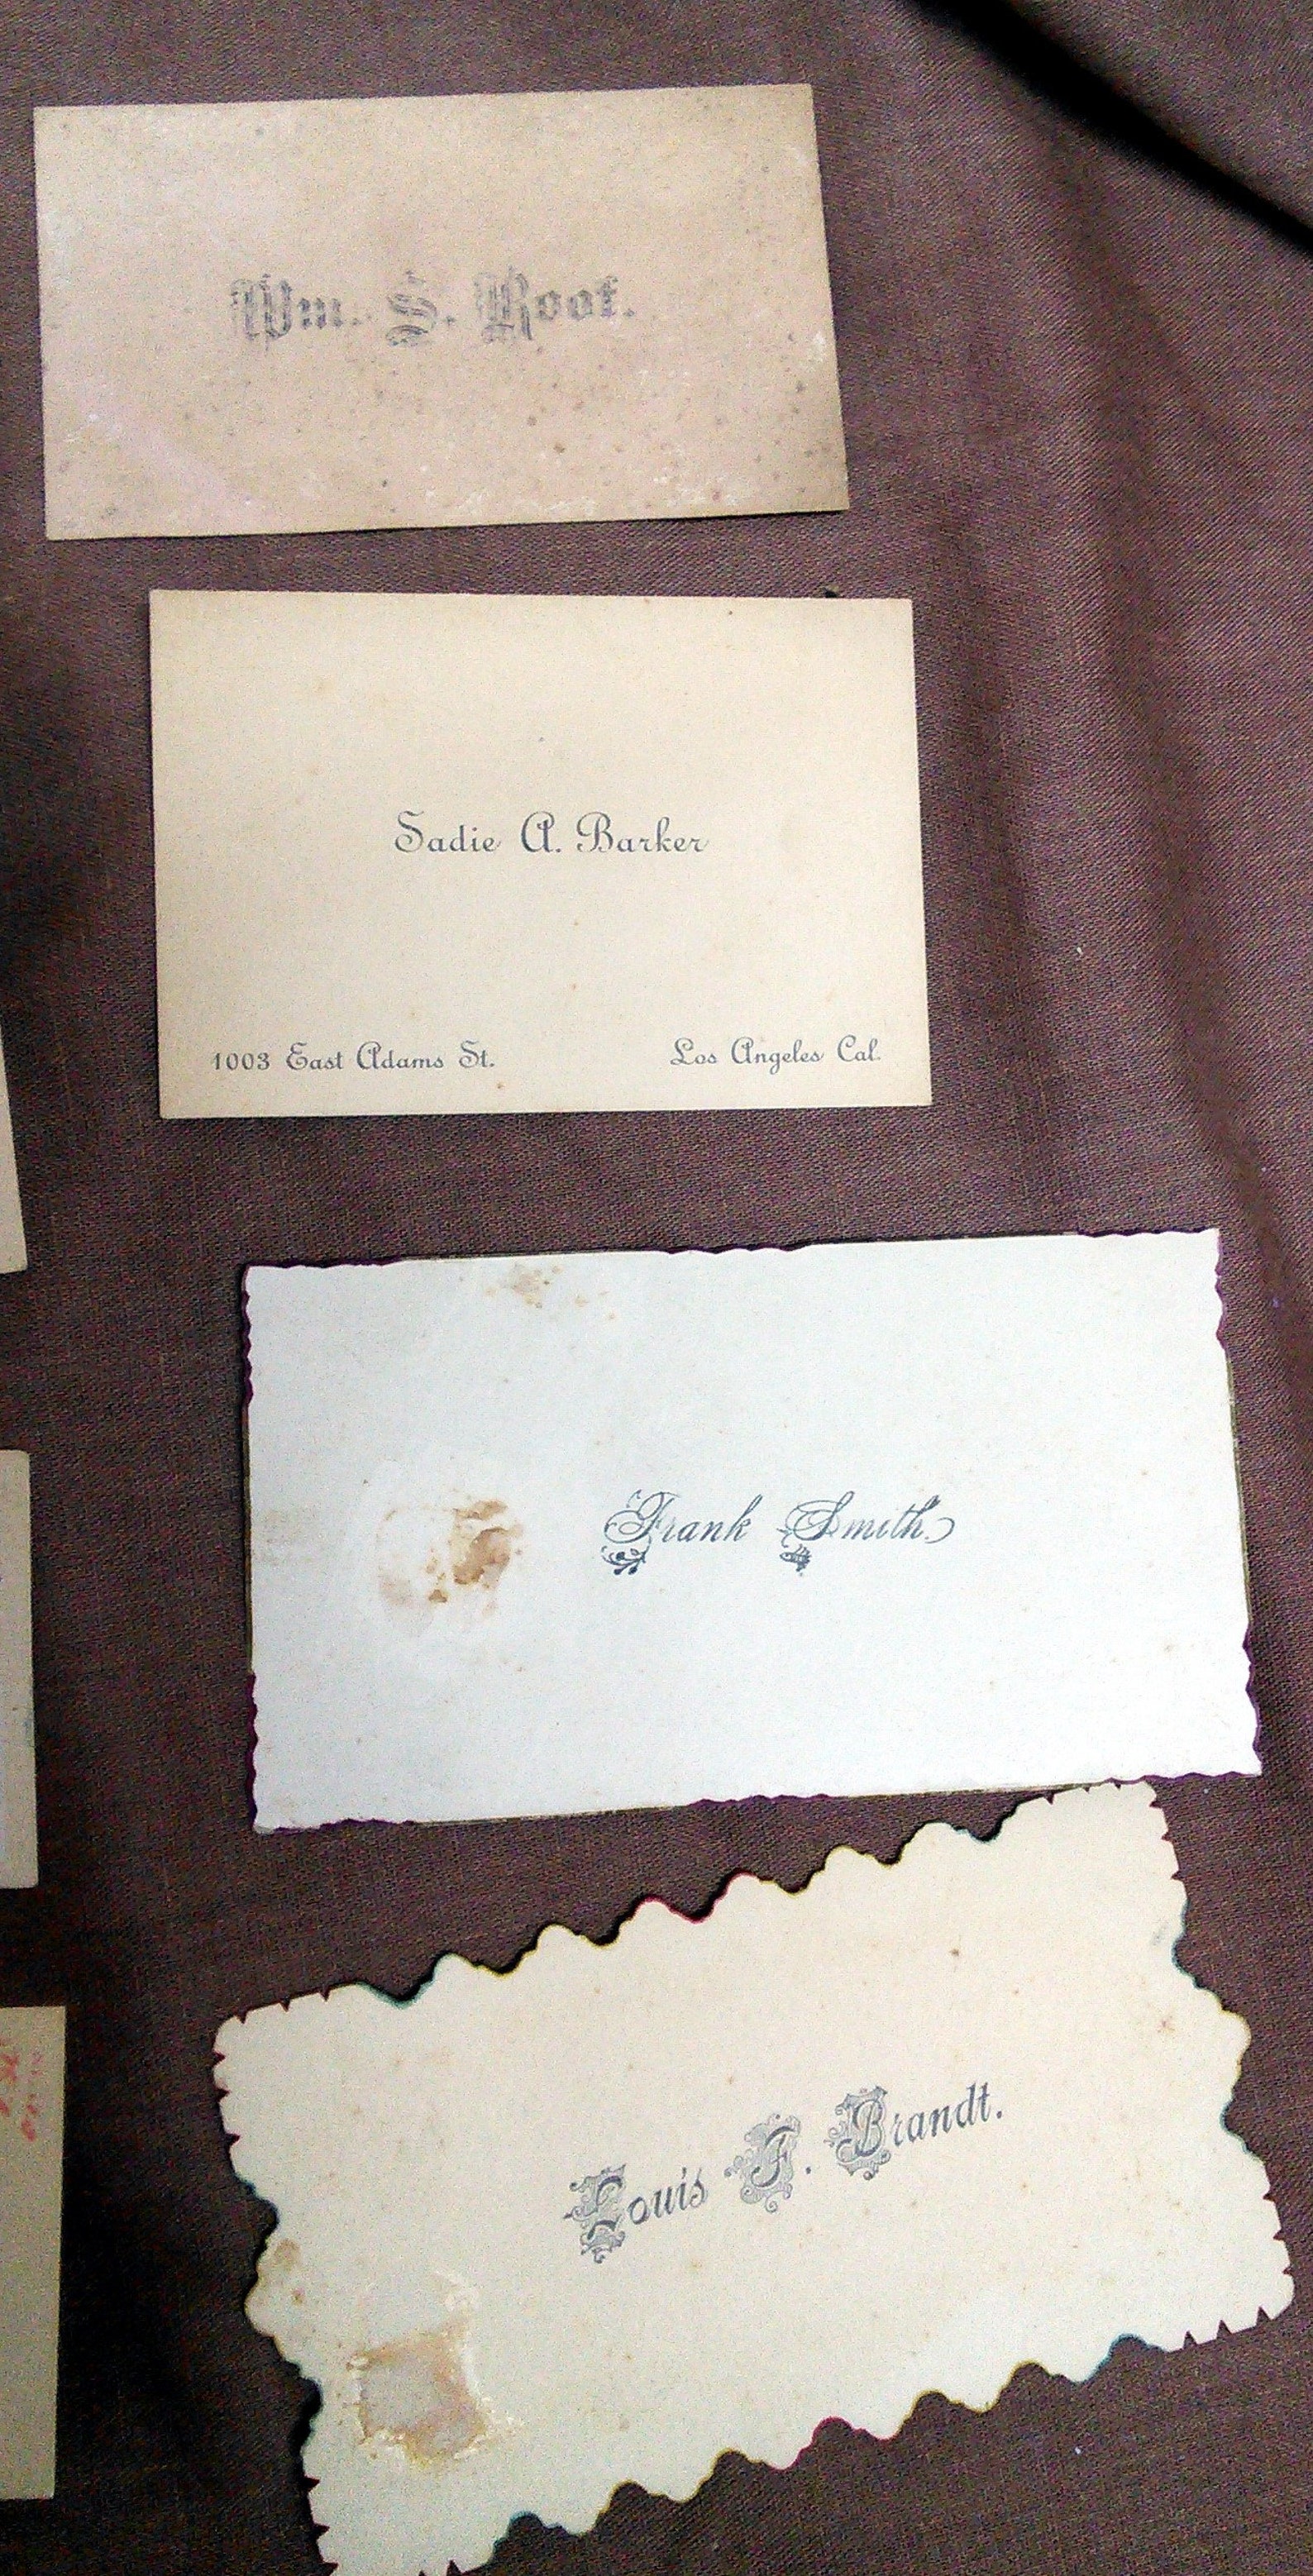 Wm. S. Root.
Sadie A. Barker
1003 East Adams St. Los Angeles Cal.
Frank Smith
Louis F. Brandt.